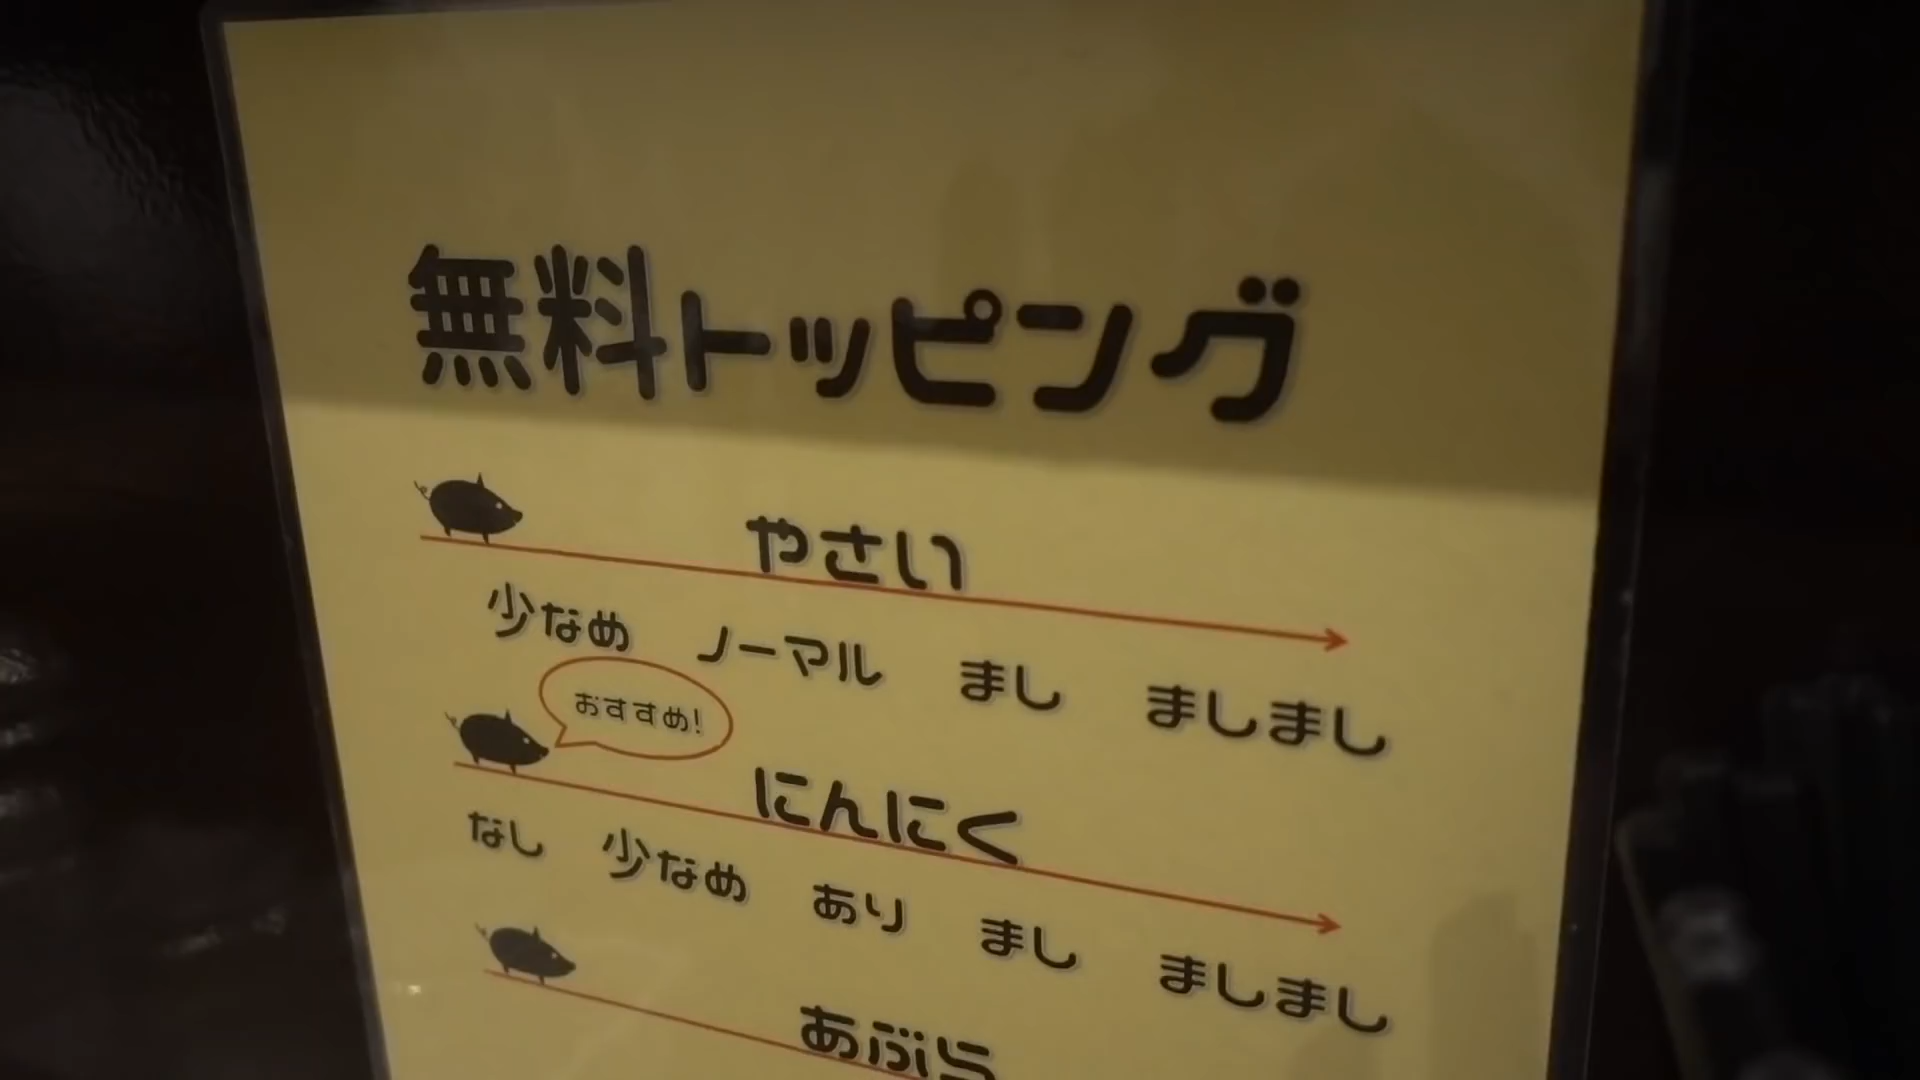 無料トッピング
やさい
少なめ ノーマル まし ましまし
おすすめ!
にんにく
なし 少なめ あり まし ましまし
あぶら